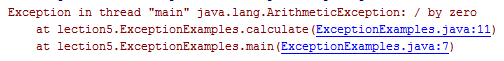 Exception in thread "main" java.lang.ArithmeticException: / by zero
at lection5.ExceptionExamples.calculate(ExceptionExamples.java:11)
at lection5.ExceptionExamples.main(ExceptionExamples.java:7)